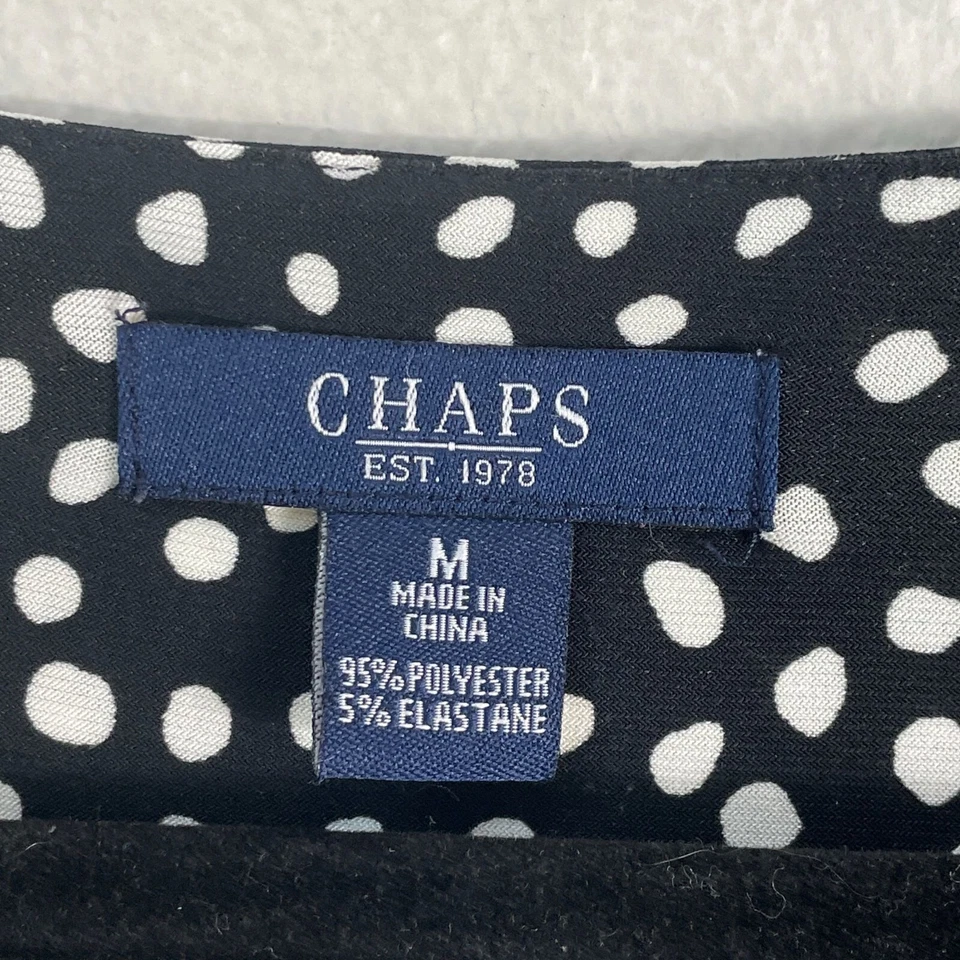 CHAPS
EST. 1978
M
MADE IN
CHINA
95% POLYESTER
5% ELASTANE